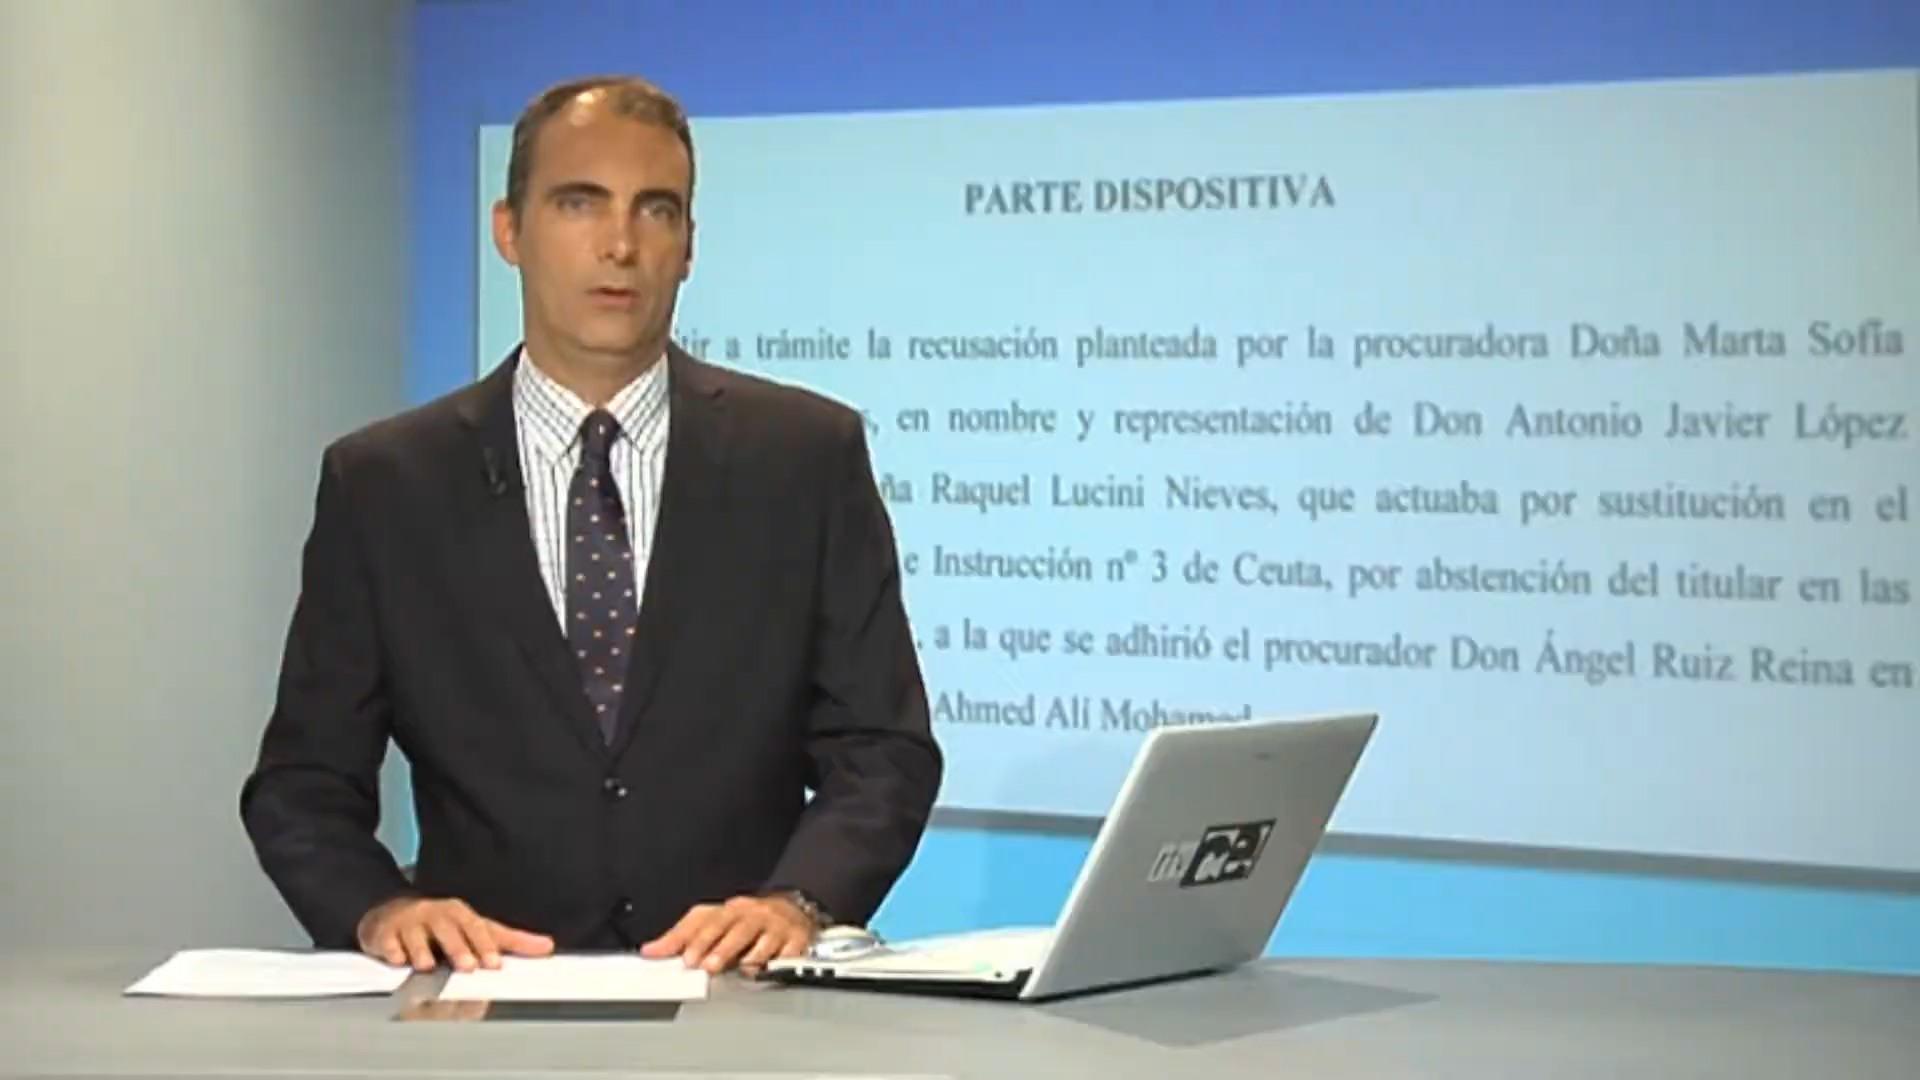 PARTE DISPOSITIVA
a trámite la recusación planteada por la procuradora Doña Marta Sofía
, en nombre y representación de Don Antonio Javier López
Raquel Lucini Nieves, que actuaba por sustitución en el
Instrucción nº 3 de Ceuta, por abstención del titular en las
, a la que se adhirió el procurador Don Ángel Ruiz Reina en
Ahmed Alí Mohamed
rtvce!